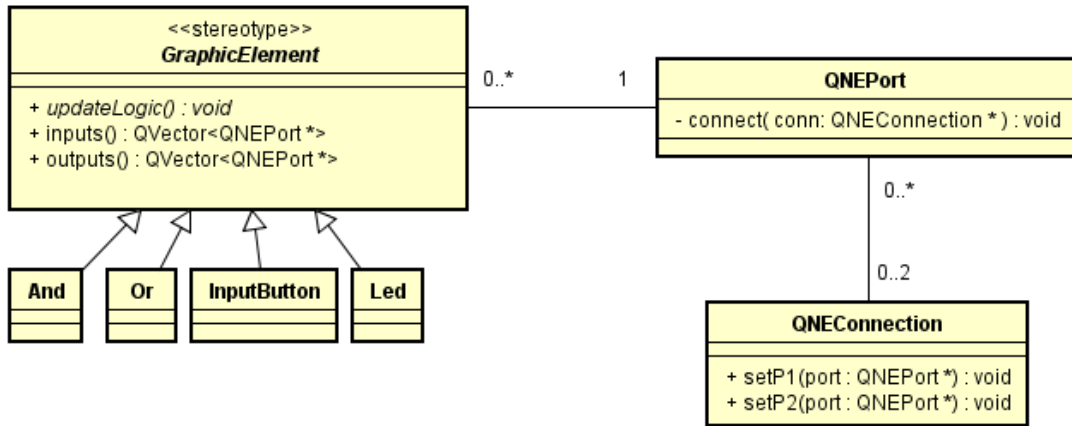 <<stereotype>>
GraphicElement
+ updateLogic() : void
+ inputs() : QVector<QNEPort *>
+ outputs() : QVector<QNEPort *>
0..*
1
QNEPort
- connect( conn: QNEConnection * ) : void
0..*
0..2
And
Or
InputButton
Led
QNEConnection
+ setP1(port : QNEPort *) : void
+ setP2(port : QNEPort *) : void